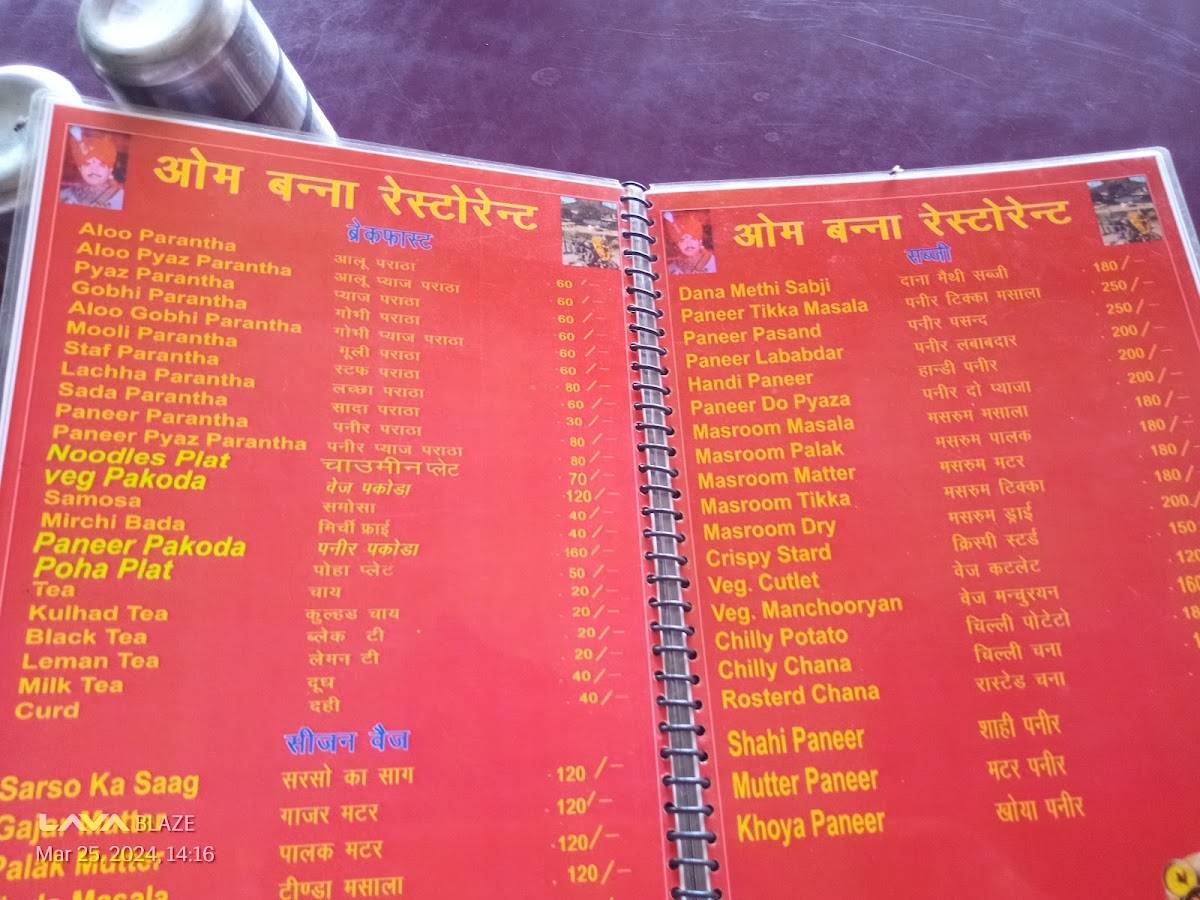 ओम बन्ना रेस्टोरेन्ट
ब्रेकफास्ट
Aloo Parantha आलू पराठा 60/-
Aloo Pyaz Parantha आलू प्याज पराठा 60/-
Pyaz Parantha प्याज पराठा 60/-
Gobhi Parantha गोभी पराठा 60/-
Aloo Gobhi Parantha गोभी प्याज पराठा 60/-
Mooli Parantha गूली पराठा 60/-
Staf Parantha स्टफ पराठा 80/-
Lachha Parantha लच्छा पराठा 60/-
Sada Parantha सादा पराठा 30/-
Paneer Parantha पनीर पराठा 80/-
Paneer Pyaz Parantha पनीर प्याज पराठा 80/-
Noodles Plat चाउमीन प्लेट 70/-
veg Pakoda वेज पकोडा 120/-
Samosa समोसा 40/-
Mirchi Bada मिर्ची फ्राई 40/-
Paneer Pakoda पनीर पकोडा 160/-
Poha Plat पोहा प्लेट 50/-
Tea चाय 20/-
Kulhad Tea कुल्हड चाय 20/-
Black Tea ब्लेक टी 20/-
Leman Tea लेगन टी 20/-
Milk Tea दूध 40/-
Curd दही 40/-
सीजन वैज
Sarso Ka Saag सरसो का साग 120/-
Gajar गाजर मटर 120/-
Palak Mutter पालक मटर 120/-
Masala टीण्डा मसाला 120/-
ओम बन्ना रेस्टोरेन्ट
सब्जी
Dana Methi Sabji दाना मैथी सब्जी 180/-
Paneer Tikka Masala पनीर टिक्का मसाला 250/-
Paneer Pasand पनीर पसन्द 250/-
Paneer Lababdar पनीर लबाबदार 200/-
Handi Paneer हान्डी पनीर 200/-
Paneer Do Pyaza पनीर दो प्याजा 200/-
Masroom Masala मसरुम मसाला 180/-
Masroom Palak मसरुम पालक 180/-
Masroom Matter मसरुम मटर 180/-
Masroom Tikka मसरुम टिक्का 180/-
Masroom Dry मसरुम ड्राई 200/
Crispy Stard क्रिस्पी स्टर्ड 150
Veg. Cutlet वेज कटलेट 120
Veg. Manchooryan वेज मन्चुरयन 160
Chilly Potato चिल्ली पोटेटो
Chilly Chana चिल्ली चना
Rosterd Chana रास्टेड चना
Shahi Paneer शाही पनीर
Mutter Paneer मटर पनीर
Khoya Paneer खोया पनीर
LAVA BLAZE
Mar 25, 2024, 14:16